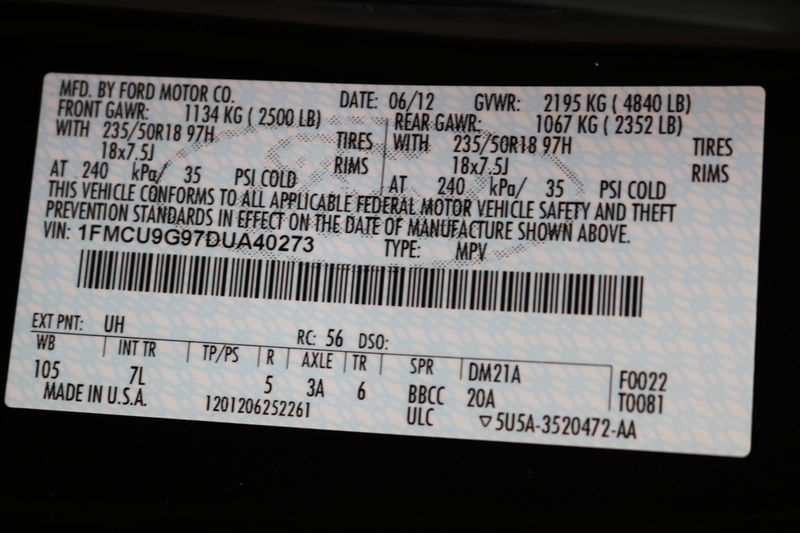 MFD. BY FORD MOTOR CO. DATE: 06/12 GVWR: 2195 KG ( 4840 LB)
FRONT GAWR: 1134 KG ( 2500 LB) REAR GAWR: 1067 KG ( 2352 LB)
WITH 235/50R18 97H TIRES WITH 235/50R18 97H TIRES
18x7.5J RIMS 18x7.5J RIMS
AT 240 kPa/ 35 PSI COLD AT 240 kPa/ 35 PSI COLD
THIS VEHICLE CONFORMS TO ALL APPLICABLE FEDERAL MOTOR VEHICLE SAFETY AND THEFT
PREVENTION STANDARDS IN EFFECT ON THE DATE OF MANUFACTURE SHOWN ABOVE.
VIN: 1FMCU9G97DUA40273 TYPE: MPV
EXT PNT: UH RC: 56 DSO:
WB INT TR TP/PS R AXLE TR SPR DM21A F0022
105 7L 5 3A 6 BBCC 20A T0081
MADE IN U.S.A. 1201206252261 ULC ▽5U5A-3520472-AA